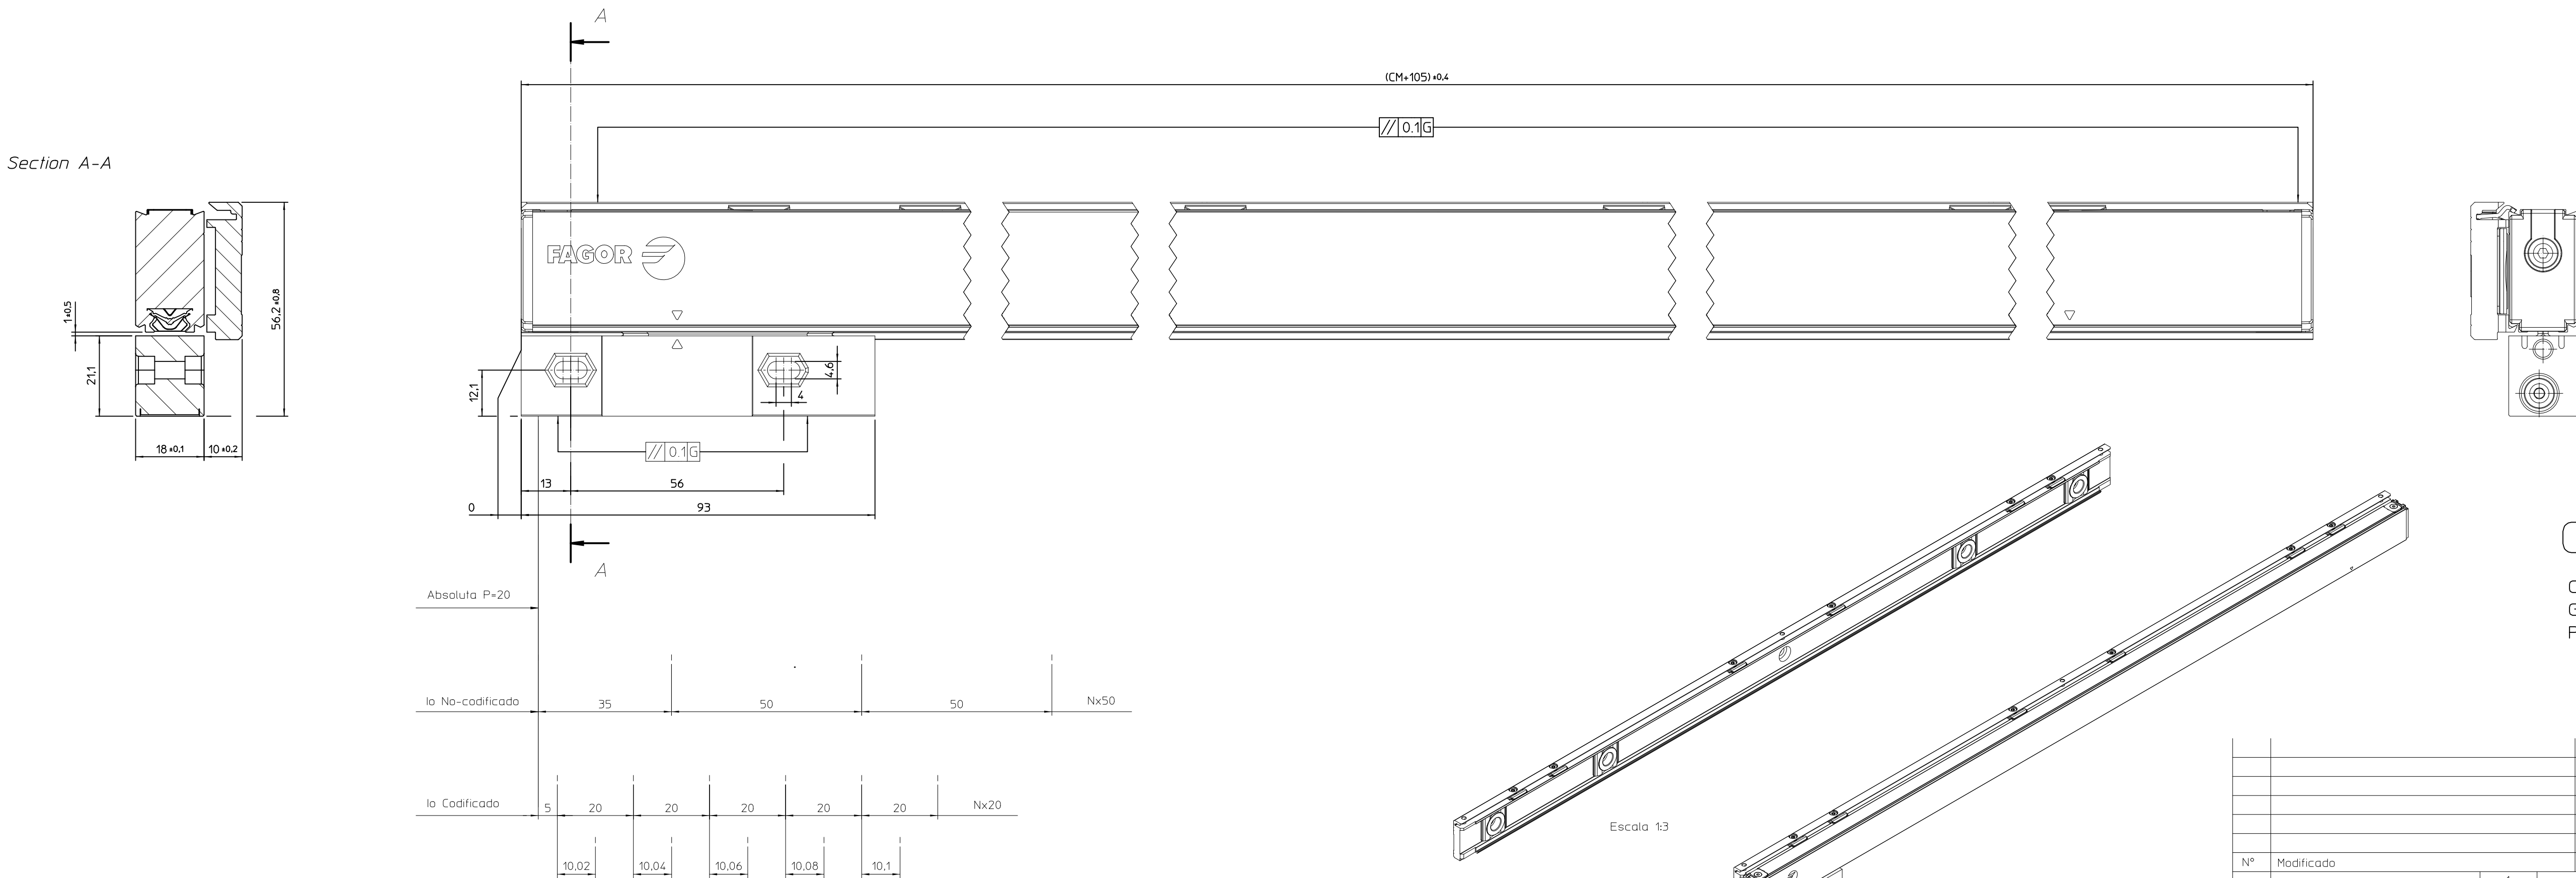 A
(CM+105) ±0,4
// 0.1 G
Section A-A
FAGOR
1 ±0,5
56,2 ±0,8
21,1
12,1
4,6
4
18 ±0,1
10 ±0,2
// 0.1 G
13
56
0
93
A
Absoluta P=20
Io No-codificado
35
50
50
Nx50
Io Codificado
5
20
20
20
20
20
Nx20
10,02
10,04
10,06
10,08
10,1
Escala 1:3
Nº
Modificado